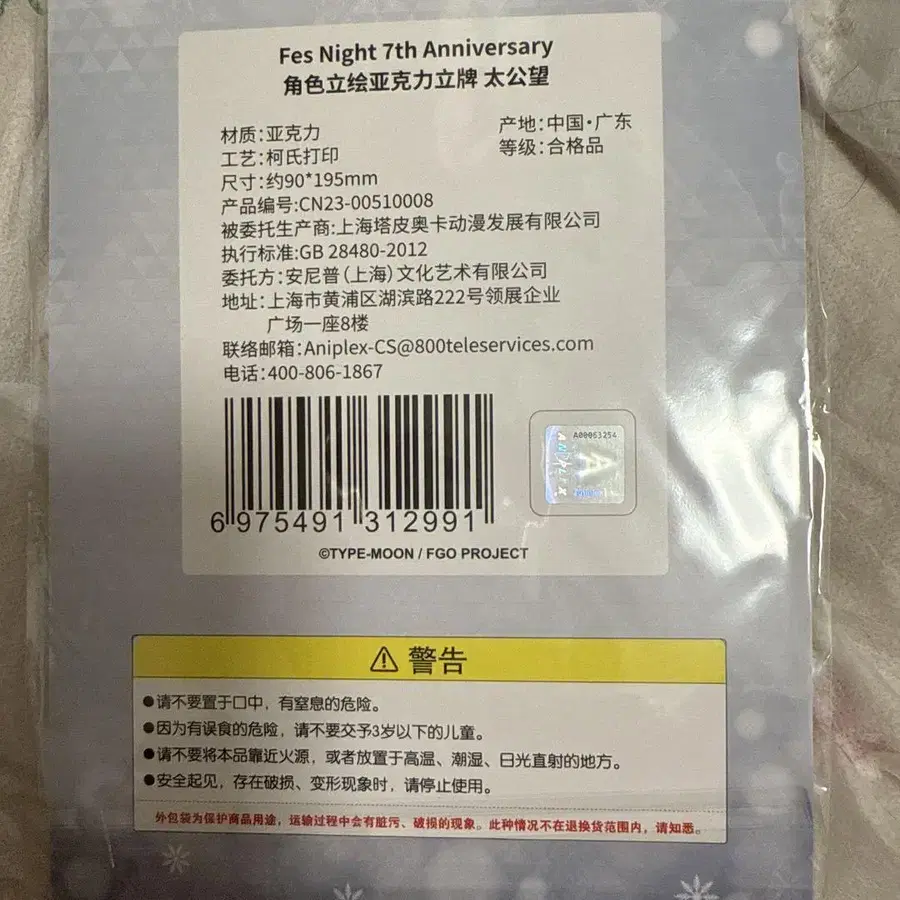 Fes Night 7th Anniversary
角色立绘亚克力立牌 太公望
材质:亚克力
产地:中国·广东
工艺:柯氏打印
等级:合格品
尺寸:约90*195mm
产品编号:CN23-00510008
被委托生产商:上海塔皮奥卡动漫发展有限公司
执行标准:GB 28480-2012
委托方:安尼普(上海)文化艺术有限公司
地址:上海市黄浦区湖滨路222号领展企业
广场一座8楼
联络邮箱:Aniplex-CS@800teleservices.com
电话:400-806-1867
A00063254
ANIPLEX
6 975491 312991
©TYPE-MOON / FGO PROJECT
警告
●请不要置于口中，有窒息的危险。
●因为有误食的危险，请不要交予3岁以下的儿童。
●请不要将本品靠近火源，或者放置于高温、潮湿、日光直射的地方。
●安全起见，存在破损、变形现象时，请停止使用。
外包装为保护商品用途，运输过程中会有脏污、破损的现象。此种情况不在退换货范围内，请知悉。